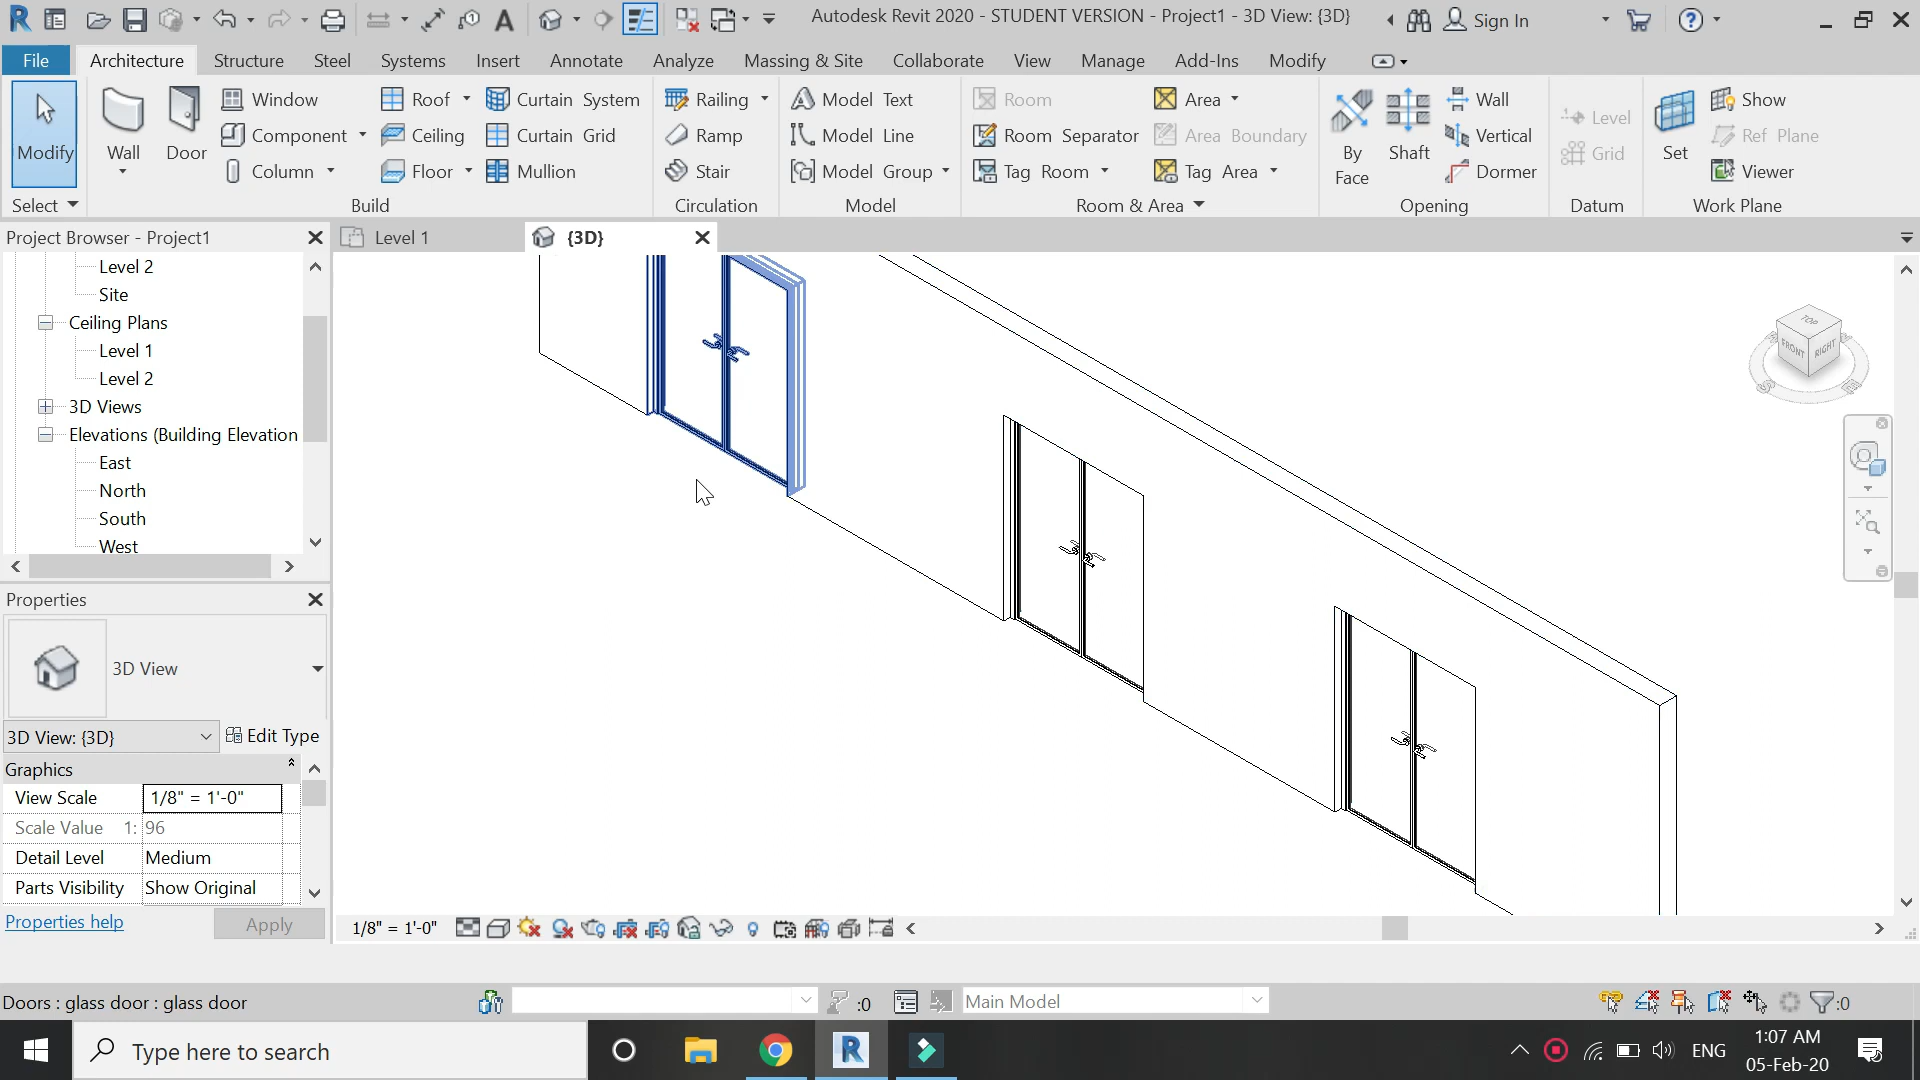 Autodesk Revit 2020 - STUDENT VERSION - Project1 - 3D View: {3D}
Sign In
File
Architecture
Structure
Steel
Systems
Insert
Annotate
Analyze
Massing & Site
Collaborate
View
Manage
Add-Ins
Modify
Modify
Wall
Door
Window
Component
Column
Roof
Ceiling
Floor
Curtain System
Curtain Grid
Mullion
Railing
Ramp
Stair
Model Text
Model Line
Model Group
Room
Room Separator
Tag Room
Area
Area Boundary
Tag Area
By
Face
Shaft
Wall
Vertical
Dormer
Level
Grid
Set
Show
Ref Plane
Viewer
Select
Build
Circulation
Model
Room & Area
Opening
Datum
Work Plane
Project Browser - Project1
Level 1
{3D}
Level 2
Site
Ceiling Plans
Level 1
Level 2
3D Views
Elevations (Building Elevation
East
North
South
West
TOP
FRONT
RIGHT
S
E
Properties
3D View
3D View: {3D}
Edit Type
Graphics
View Scale
1/8" = 1'-0"
Scale Value 1:
96
Detail Level
Medium
Parts Visibility
Show Original
Properties help
Apply
1/8" = 1'-0"
Doors : glass door : glass door
:0
Main Model
:0
Type here to search
ENG
1:07 AM
05-Feb-20